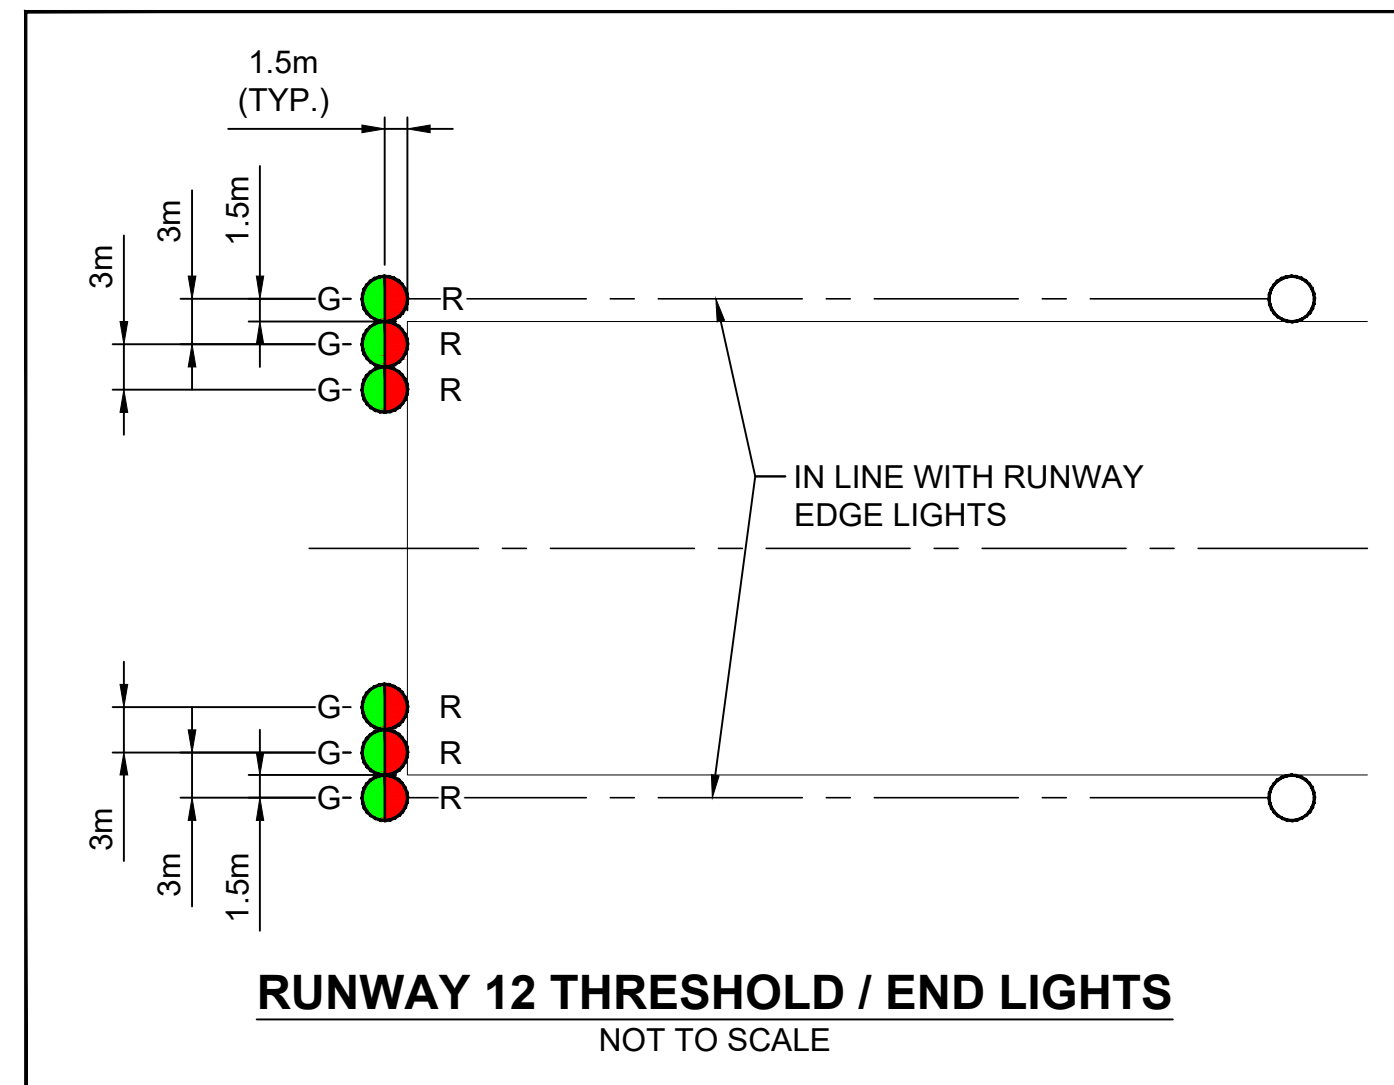 1.5m
(TYP.)
3m
3m
1.5m
G R
G R
G R
IN LINE WITH RUNWAY
EDGE LIGHTS
G R
G R
G R
3m
3m
1.5m
RUNWAY 12 THRESHOLD / END LIGHTS
NOT TO SCALE